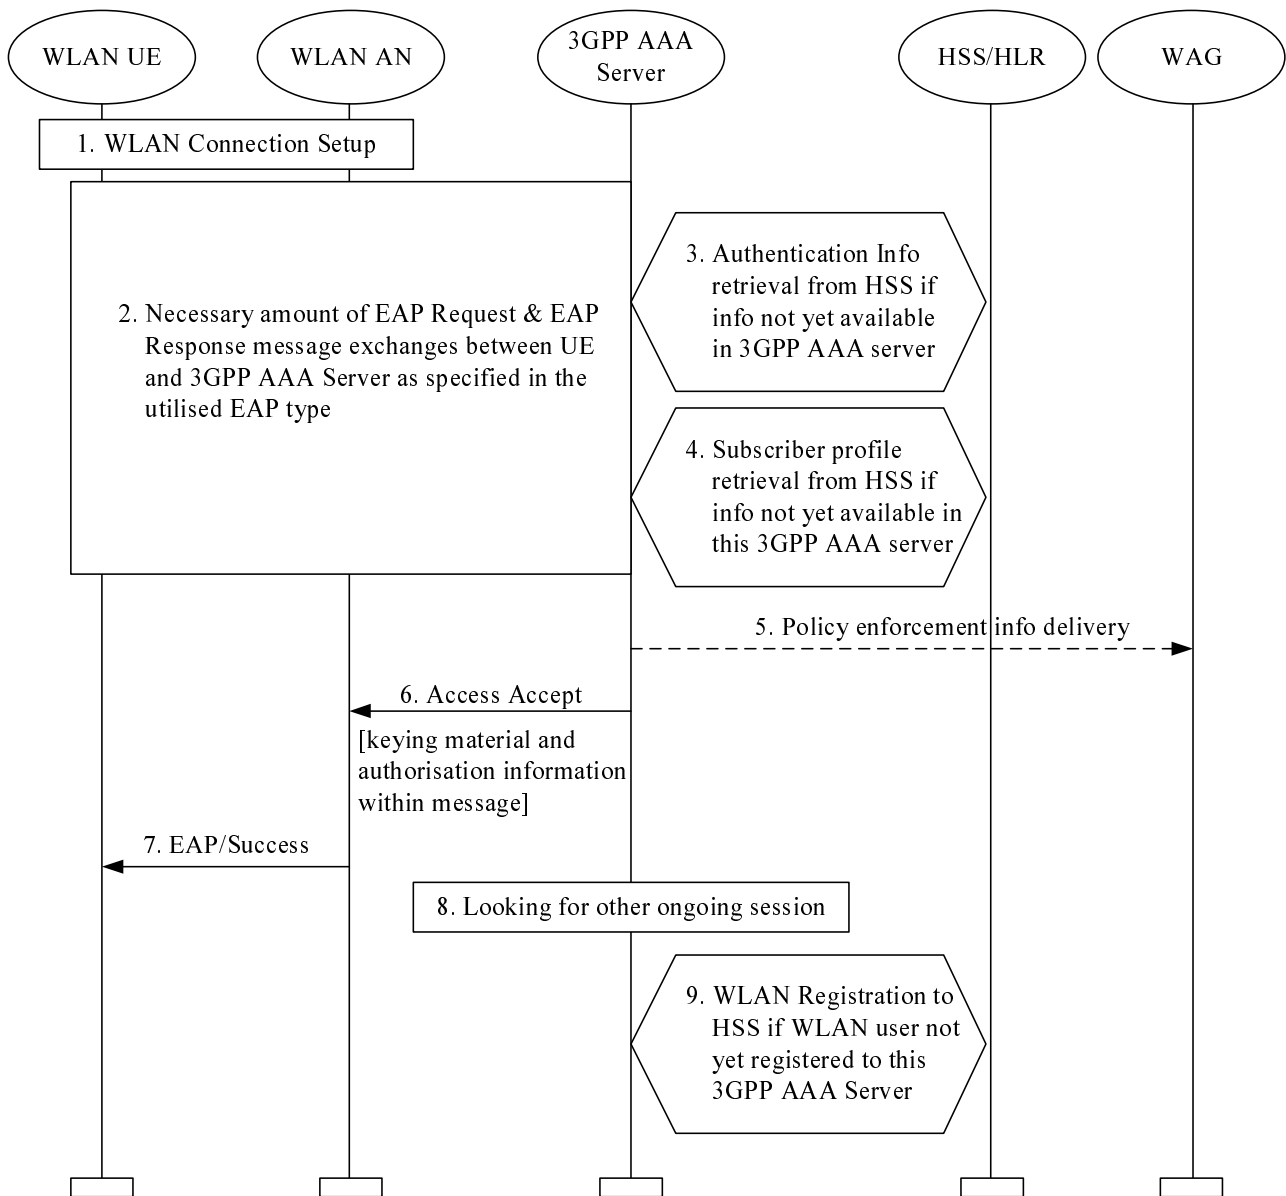 WLAN UE
WLAN AN
3GPP AAA
Server
HSS/HLR
WAG
1. WLAN Connection Setup
2. Necessary amount of EAP Request & EAP
Response message exchanges between UE
and 3GPP AAA Server as specified in the
utilised EAP type
3. Authentication Info
retrieval from HSS if
info not yet available
in 3GPP AAA server
4. Subscriber profile
retrieval from HSS if
info not yet available in
this 3GPP AAA server
5. Policy enforcement info delivery
6. Access Accept
[keying material and
authorisation information
within message]
7. EAP/Success
8. Looking for other ongoing session
9. WLAN Registration to
HSS if WLAN user not
yet registered to this
3GPP AAA Server